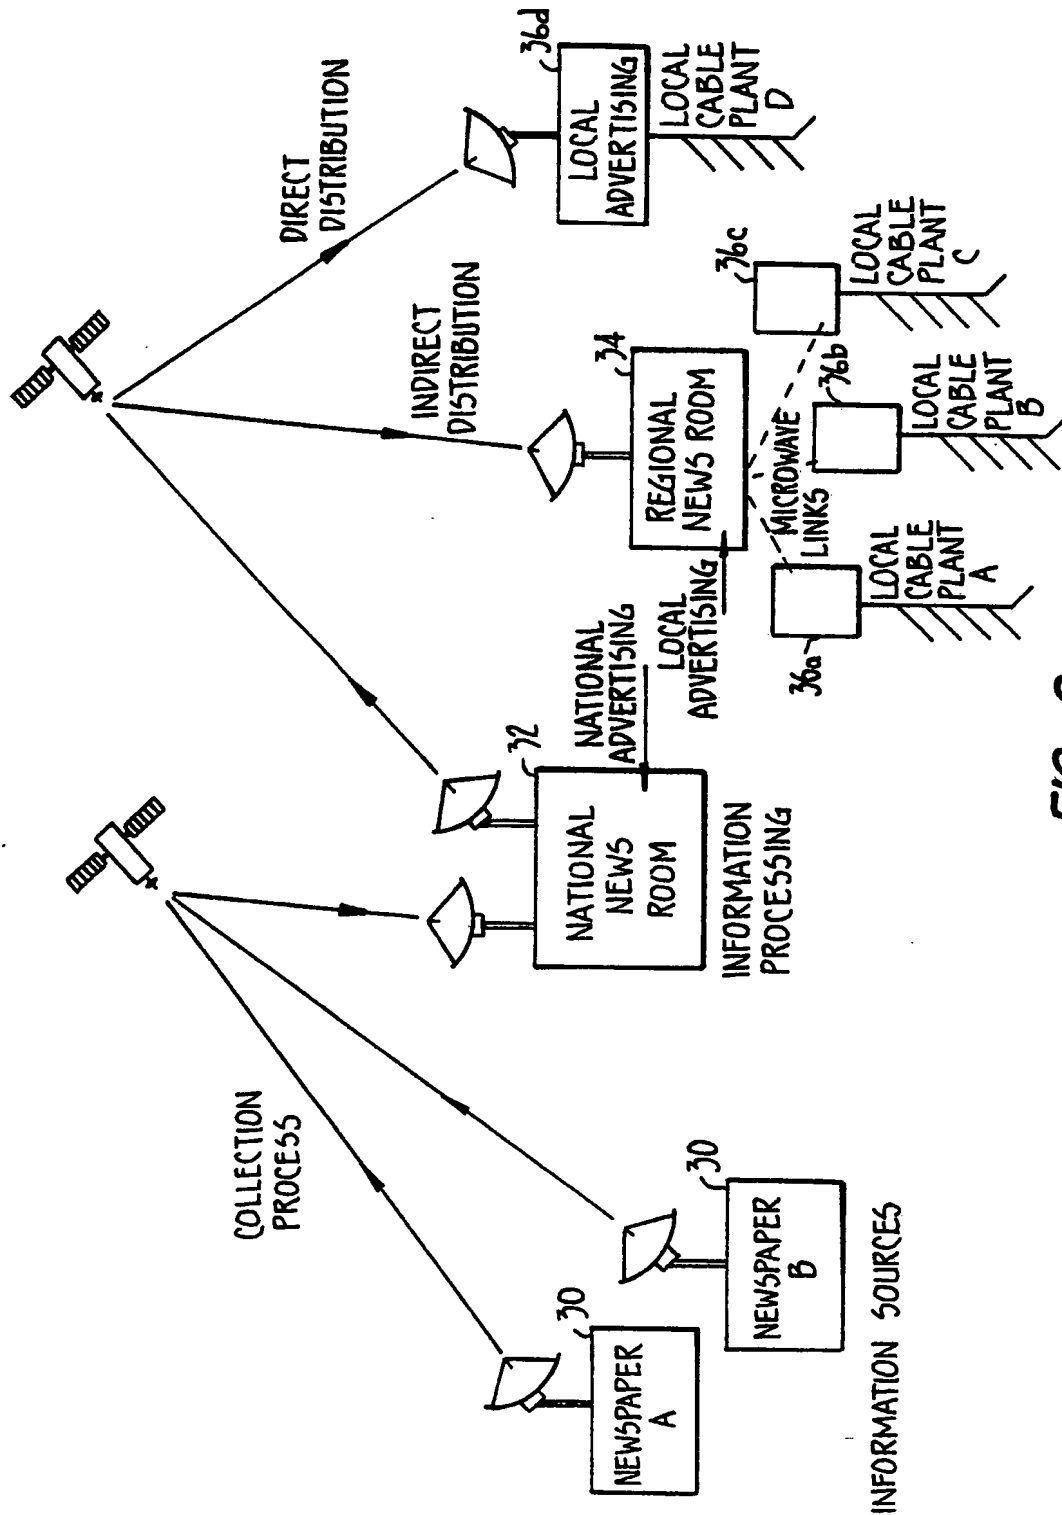 COLLECTION
PROCESS
DIRECT
DISTRIBUTION
INDIRECT
DISTRIBUTION
30
NEWSPAPER
A
30
NEWSPAPER
B
INFORMATION SOURCES
32
NATIONAL
NEWS
ROOM
INFORMATION
PROCESSING
NATIONAL
ADVERTISING
LOCAL
ADVERTISING
34
REGIONAL
NEWS ROOM
MICROWAVE
LINKS
36a
LOCAL
CABLE
PLANT
A
36b
LOCAL
CABLE
PLANT
B
36c
LOCAL
CABLE
PLANT
C
36d
LOCAL
ADVERTISING
LOCAL
CABLE
PLANT
D